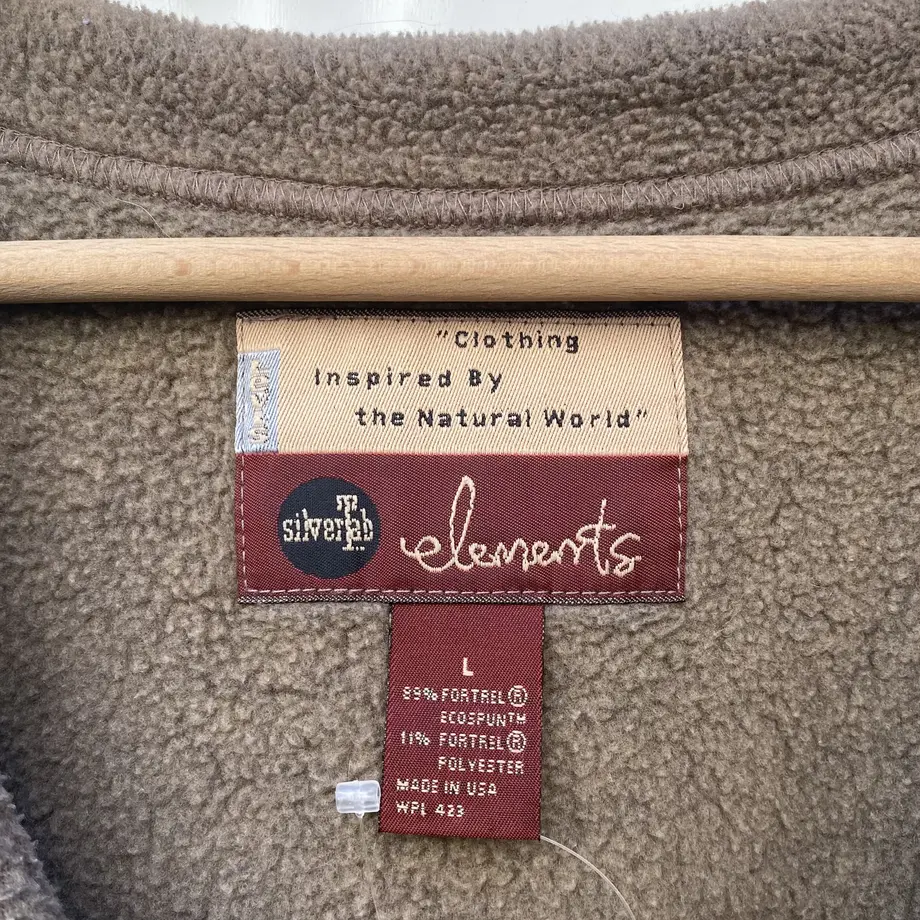 "Clothing
Inspired By
the Natural World"
LEVI'S
silverTab
elements
L
89% FORTREL®
ECOSPUN™
11% FORTREL®
POLYESTER
MADE IN USA
WPL 423